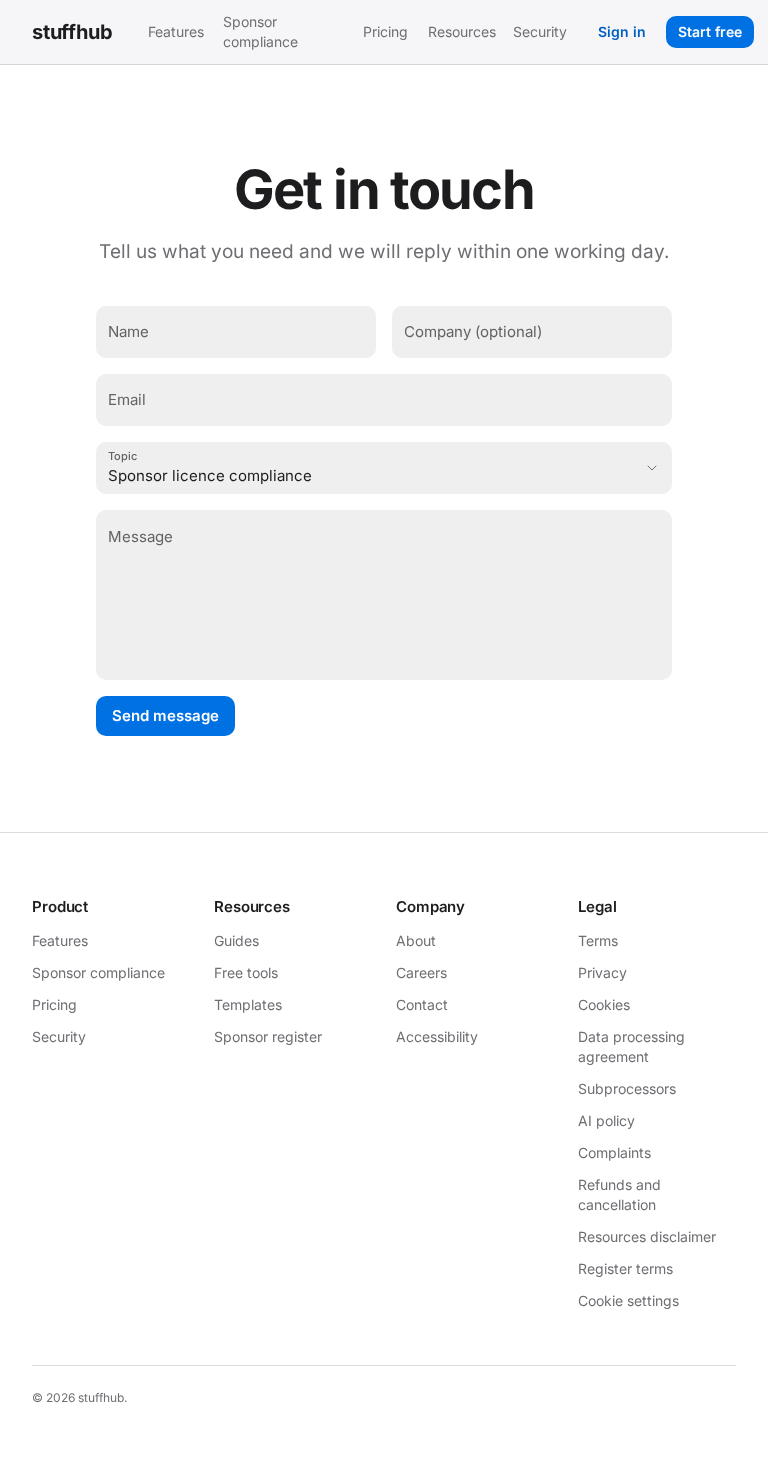 stuffhub
Features
Sponsor
compliance
Pricing
Resources
Security
Sign in
Start free
Get in touch
Tell us what you need and we will reply within one working day.
Name
Company (optional)
Email
Topic
Sponsor licence compliance
Message
Send message
Product
Features
Sponsor compliance
Pricing
Security
Resources
Guides
Free tools
Templates
Sponsor register
Company
About
Careers
Contact
Accessibility
Legal
Terms
Privacy
Cookies
Data processing
agreement
Subprocessors
AI policy
Complaints
Refunds and
cancellation
Resources disclaimer
Register terms
Cookie settings
© 2026 stuffhub.